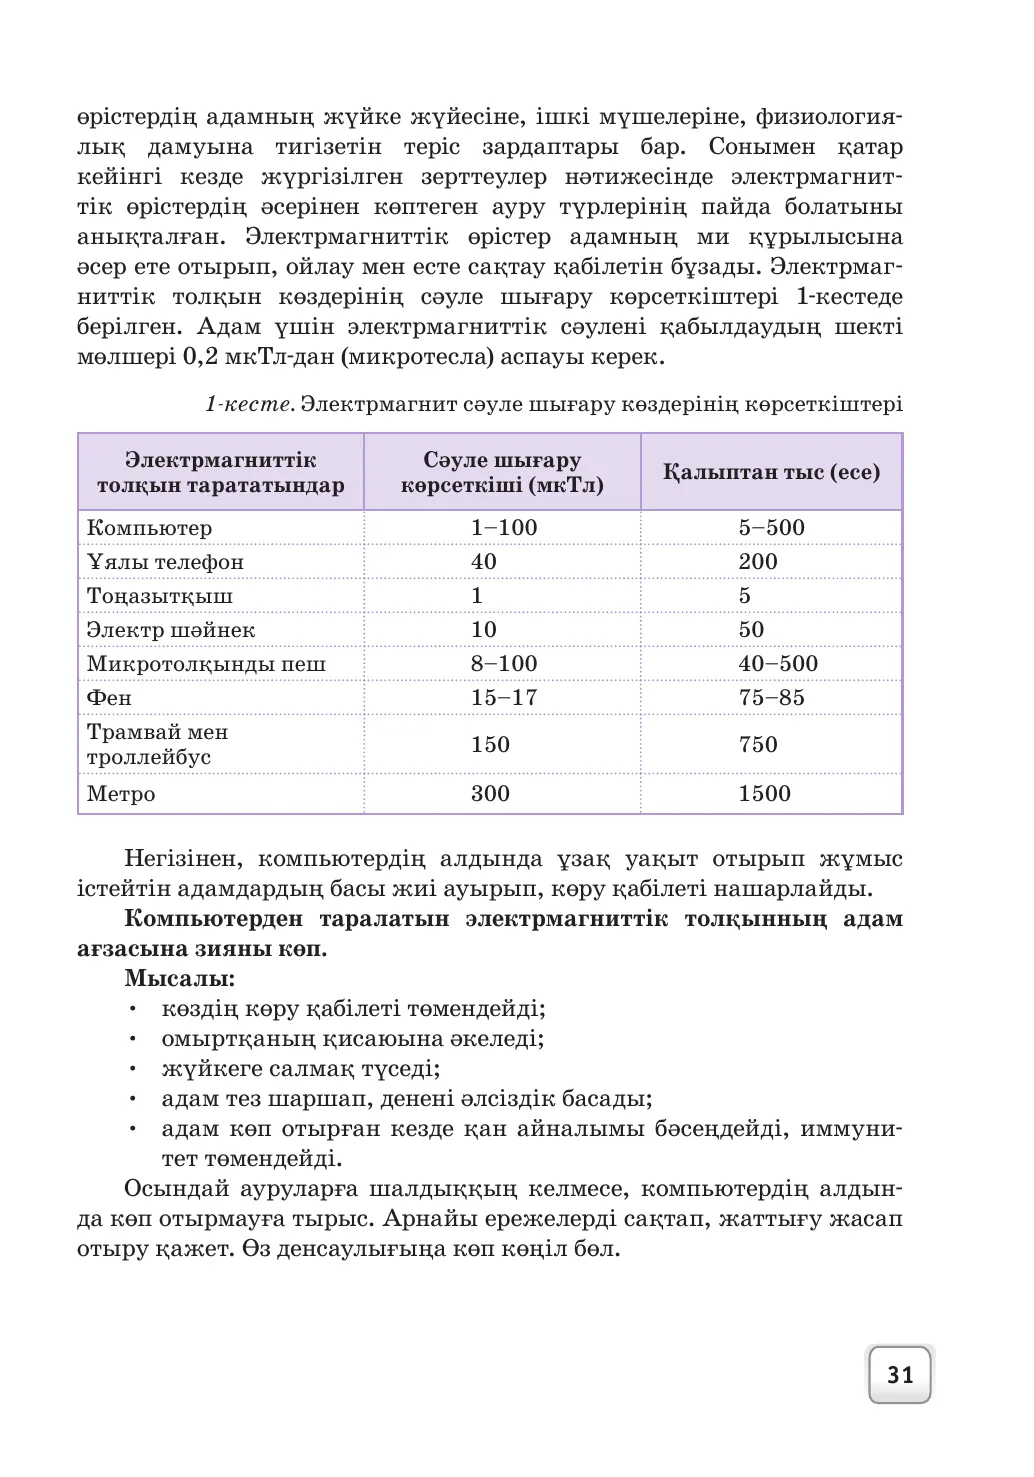 өрістердің адамның жүйке жүйесіне, ішкі мүшелеріне, физиология-
лық дамуына тигізетін теріс зардаптары бар. Сонымен қатар
кейінгі кезде жүргізілген зерттеулер нәтижесінде электрмагнит-
тік өрістердің әсерінен көптеген ауру түрлерінің пайда болатыны
анықталған. Электрмагниттік өрістер адамның ми құрылысына
әсер ете отырып, ойлау мен есте сақтау қабілетін бұзады. Электрмаг-
ниттік толқын көздерінің сәуле шығару көрсеткіштері 1-кестеде
берілген. Адам үшін электрмагниттік сәулені қабылдаудың шекті
мөлшері 0,2 мкТл-дан (микротесла) аспауы керек.
1-кесте. Электрмагнит сәуле шығару көздерінің көрсеткіштері
Электрмагниттік толқын тарататындар | Сәуле шығару көрсеткіші (мкТл) | Қалыптан тыс (есе)
Компьютер 1–100 5–500
Ұялы телефон 40 200
Тоңазытқыш 1 5
Электр шәйнек 10 50
Микротолқынды пеш 8–100 40–500
Фен 15–17 75–85
Трамвай мен
троллейбус 150 750
Метро 300 1500
Негізінен, компьютердің алдында ұзақ уақыт отырып жұмыс
істейтін адамдардың басы жиі ауырып, көру қабілеті нашарлайды.
Компьютерден таралатын электрмагниттік толқынның адам
ағзасына зияны көп.
Мысалы:
• көздің көру қабілеті төмендейді;
• омыртқаның қисаюына әкеледі;
• жүйкеге салмақ түседі;
• адам тез шаршап, денені әлсіздік басады;
• адам көп отырған кезде қан айналымы бәсеңдейді, иммуни-
тет төмендейді.
Осындай ауруларға шалдыққың келмесе, компьютердің алдын-
да көп отырмауға тырыс. Арнайы ережелерді сақтап, жаттығу жасап
отыру қажет. Өз денсаулығыңа көп көңіл бөл.
31